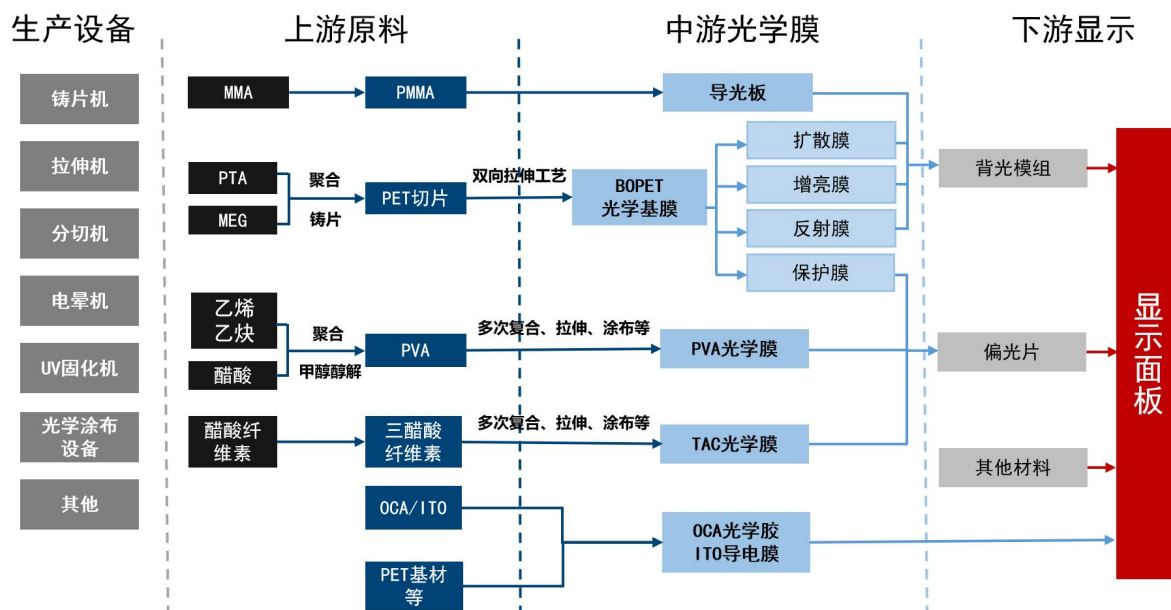 生产设备
上游原料
中游光学膜
下游显示
铸片机
拉伸机
分切机
电晕机
UV固化机
光学涂布
设备
其他
MMA
PMMA
PTA
MEG
聚合
铸片
PET切片
双向拉伸工艺
乙烯
乙炔
醋酸
聚合
甲醇醇解
PVA
多次复合、拉伸、涂布等
醋酸纤
维素
三醋酸
纤维素
多次复合、拉伸、涂布等
OCA/ITO
PET基材
等
导光板
BOPET
光学基膜
扩散膜
增亮膜
反射膜
保护膜
PVA光学膜
TAC光学膜
OCA光学胶
ITO导电膜
背光模组
偏光片
其他材料
显示面板